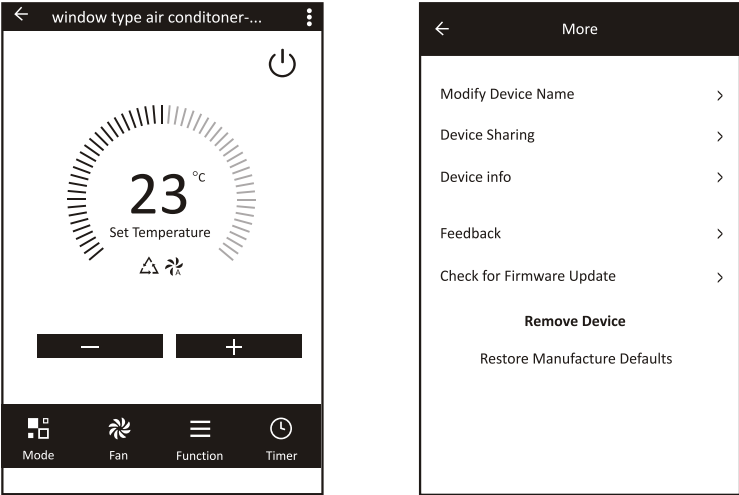 window type air conditoner-...
23 °C
Set Temperature
A
Mode Fan Function Timer
More
Modify Device Name
Device Sharing
Device info
Feedback
Check for Firmware Update
Remove Device
Restore Manufacture Defaults